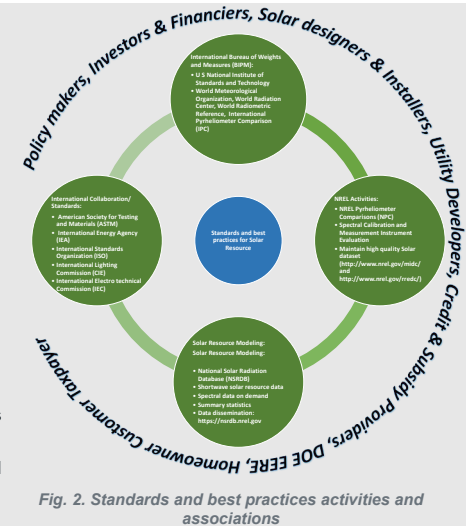 Policy makers, Investors & Financiers, Solar designers & Installers, Utility Developers, Credit & Subsidy Providers, DOE EERE, Homeowner Customer Taxpayer
International Bureau of Weights
and Measures (BIPM):
• U S National Institute of
Standards and Technology
• World Meteorological
Organization, World Radiation
Center, World Radiometric
Reference, International
Pyrheliometer Comparison
(IPC)
International Collaboration/
Standards:
• American Society for Testing
and Materials (ASTM)
• International Energy Agency
(IEA)
• International Standards
Organization (ISO)
• International Lighting
Commission (CIE)
• International Electro technical
Commission (IEC)
Standards and best
practices for Solar
Resource
NREL Activities:
• NREL Pyrheliometer
Comparisons (NPC)
• Spectral Calibration and
Measurement Instrument
Evaluation
• Maintain high quality Solar
dataset
(http://www.nrel.gov/midc/
and
http://www.nrel.gov/rredc/)
Solar Resource Modeling:
Solar Resource Modeling:
• National Solar Radiation
Database (NSRDB)
• Shortwave solar resource data
• Spectral data on demand
• Summary statistics
• Data dissemination:
https://nsrdb.nrel.gov
Fig. 2. Standards and best practices activities and
associations